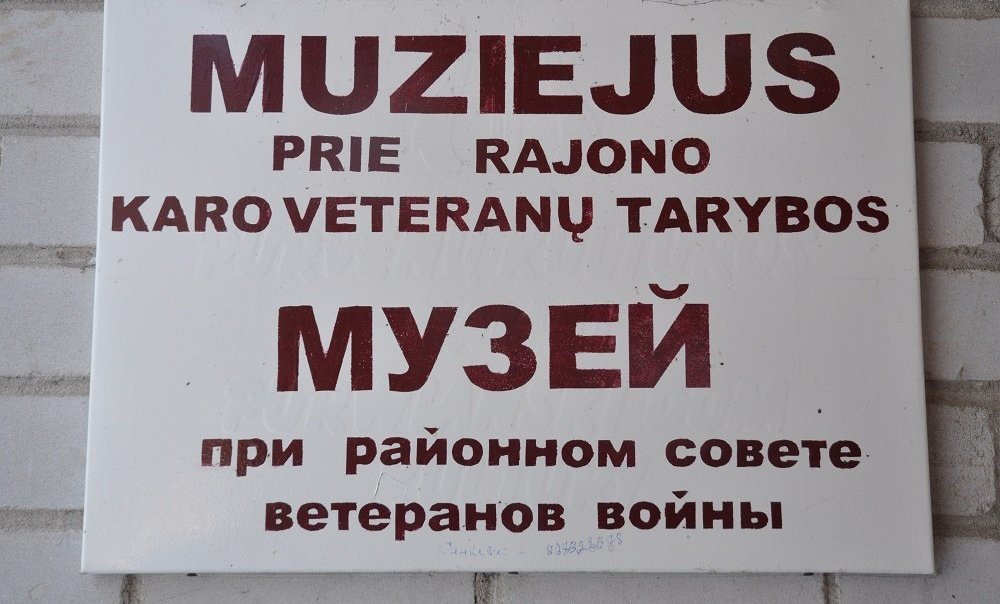 MUZIEJUS
PRIE RAJONO
KARO VETERANŲ TARYBOS
МУЗЕЙ
при районном совете
ветеранов войны